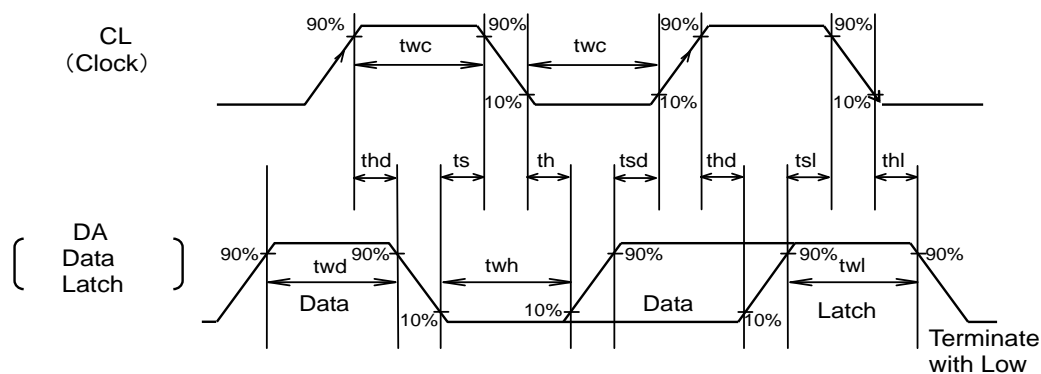 CL
（Clock）
90%
twc
90%
twc
90%
90%
10%
10%
10%
thd
ts
th
tsd
thd
tsl
thl
DA
Data
Latch
90%
twd
90%
twh
90%
90%
twl
90%
Data
10%
10%
Data
10%
Latch
Terminate
with Low